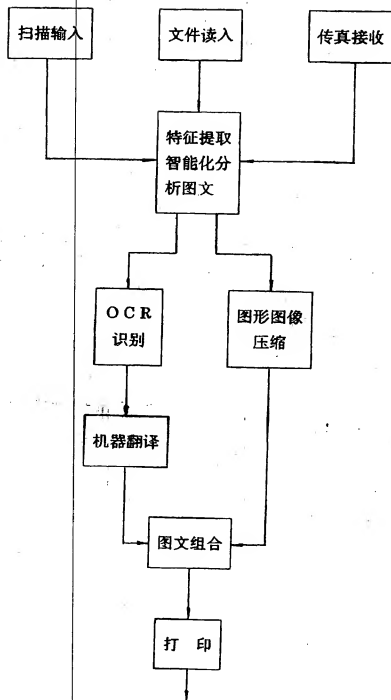 扫描输入
文件读入
传真接收
特征提取
智能化分
析图文
OCR
识别
图形图像
压缩
机器翻译
图文组合
打 印